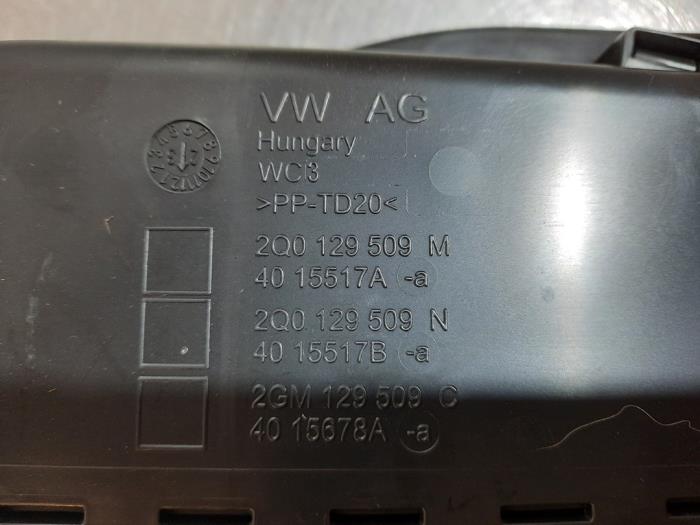 VW AG
Hungary
WCI3
>PP-TD20<
2Q0 129 509 M
40 15517A -a
2Q0 129 509 N
40 15517B -a
2GM 129 509 C
40 15678A -a